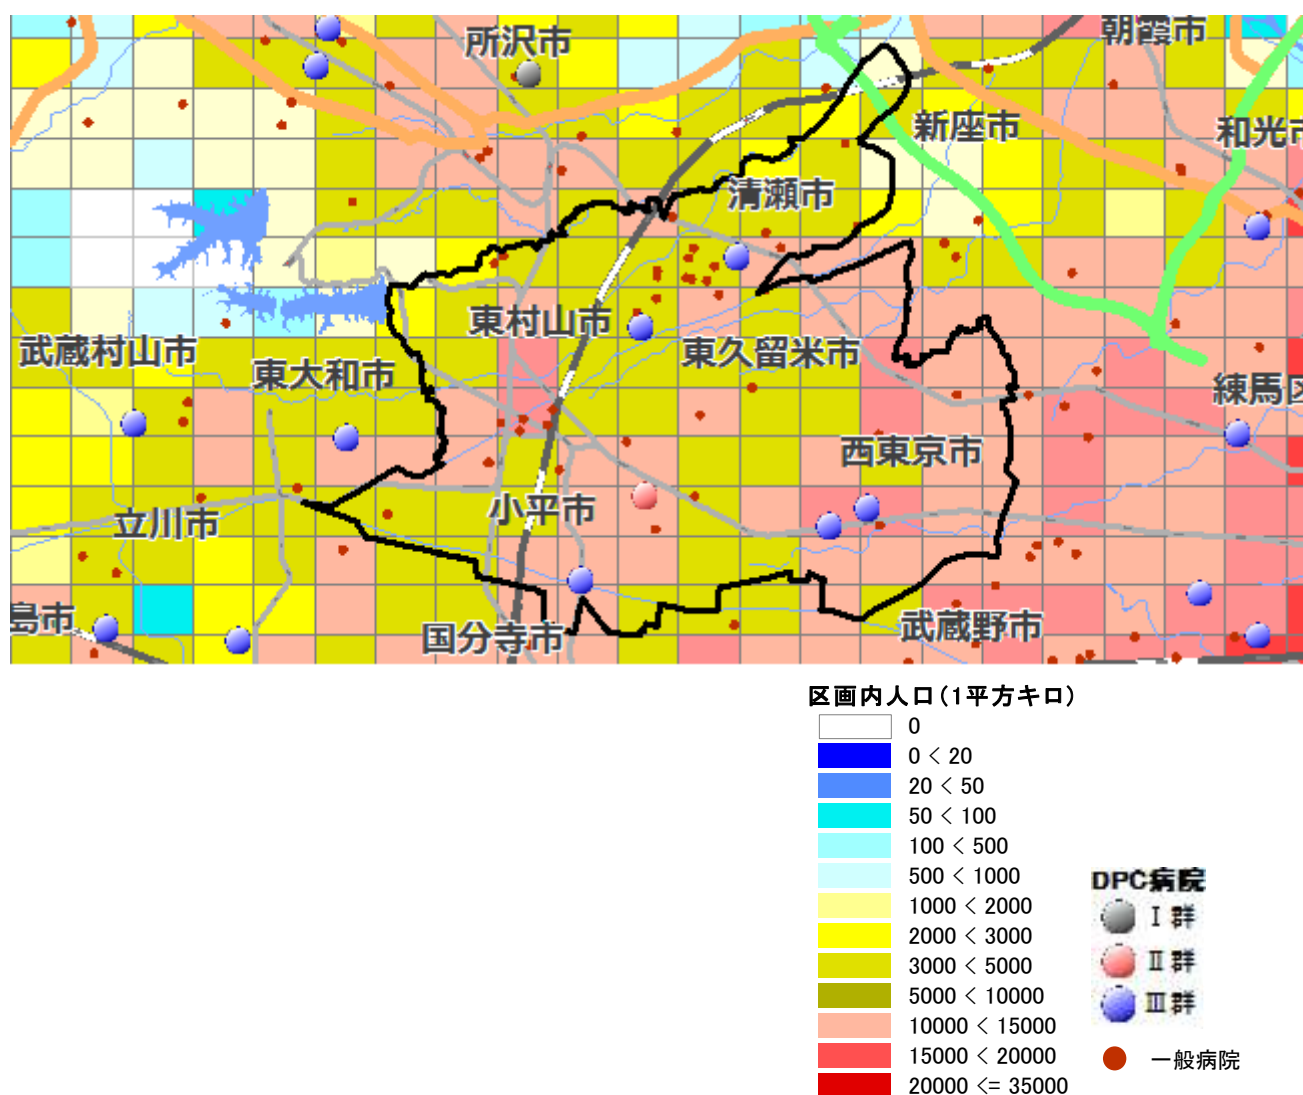 所沢市
朝霞市
新座市
和光市
清瀬市
東村山市
武蔵村山市
東大和市
東久留米市
練馬区
西東京市
小平市
立川市
島市
国分寺市
武蔵野市
区画内人口(1平方キロ)
0
0 < 20
20 < 50
50 < 100
100 < 500
500 < 1000
1000 < 2000
2000 < 3000
3000 < 5000
5000 < 10000
10000 < 15000
15000 < 20000
20000 <= 35000
DPC病院
Ⅰ群
Ⅱ群
Ⅲ群
一般病院